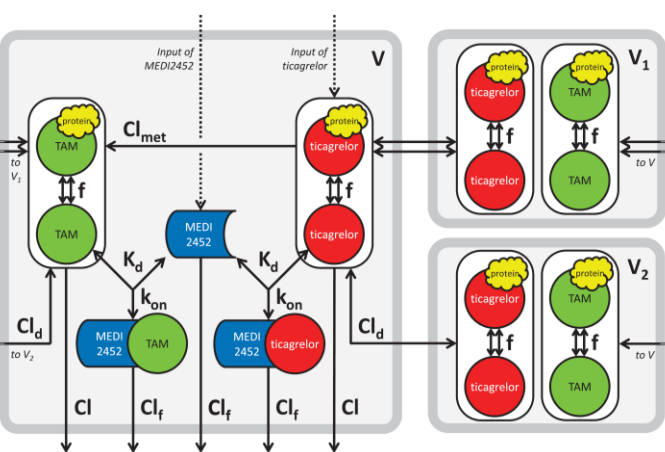 Input of
MEDI2452
Input of
ticagrelor
V
V1
protein
TAM
Clmet
protein
ticagrelor
protein
ticagrelor
protein
TAM
to
V1
f
f
f
f
to V
TAM
MEDI
2452
ticagrelor
ticagrelor
TAM
Kd
Kd
V2
kon
kon
protein
ticagrelor
protein
TAM
Cld
MEDI
2452
TAM
MEDI
2452
ticagrelor
Cld
to V2
f
f
to V
ticagrelor
TAM
Cl
Clf
Clf
Clf
Cl